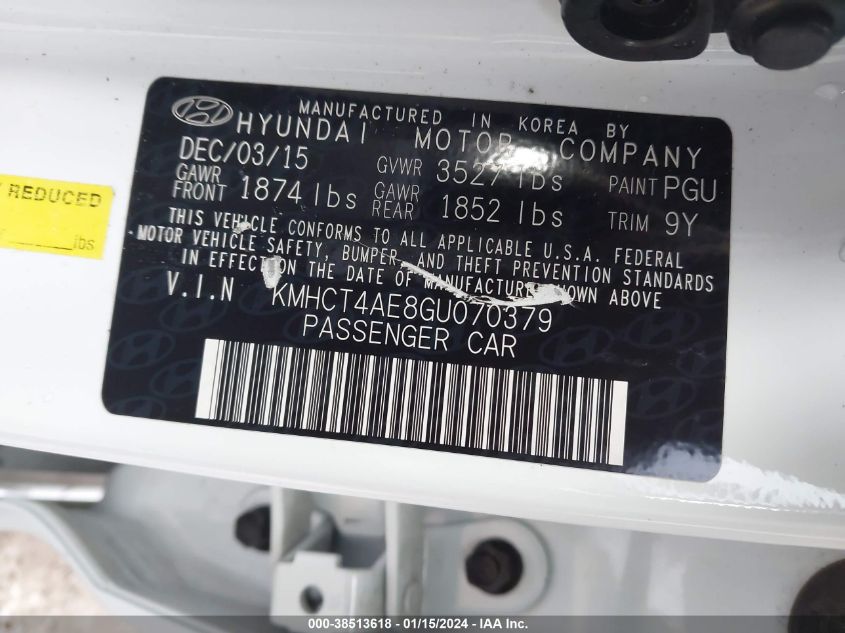 MANUFACTURED IN KOREA BY
HYUNDAI MOTOR COMPANY
DEC/03/15 GVWR 3527 lbs PAINT PGU
GAWR FRONT 1874 lbs GAWR REAR 1852 lbs TRIM 9Y
THIS VEHICLE CONFORMS TO ALL APPLICABLE U.S.A. FEDERAL
MOTOR VEHICLE SAFETY, BUMPER, AND THEFT PREVENTION STANDARDS
IN EFFECT ON THE DATE OF MANUFACTURE SHOWN ABOVE
V.I.N KMHCT4AE8GU070379
PASSENGER CAR
REDUCED
lbs
000-38513618 - 01/15/2024 - IAA Inc.